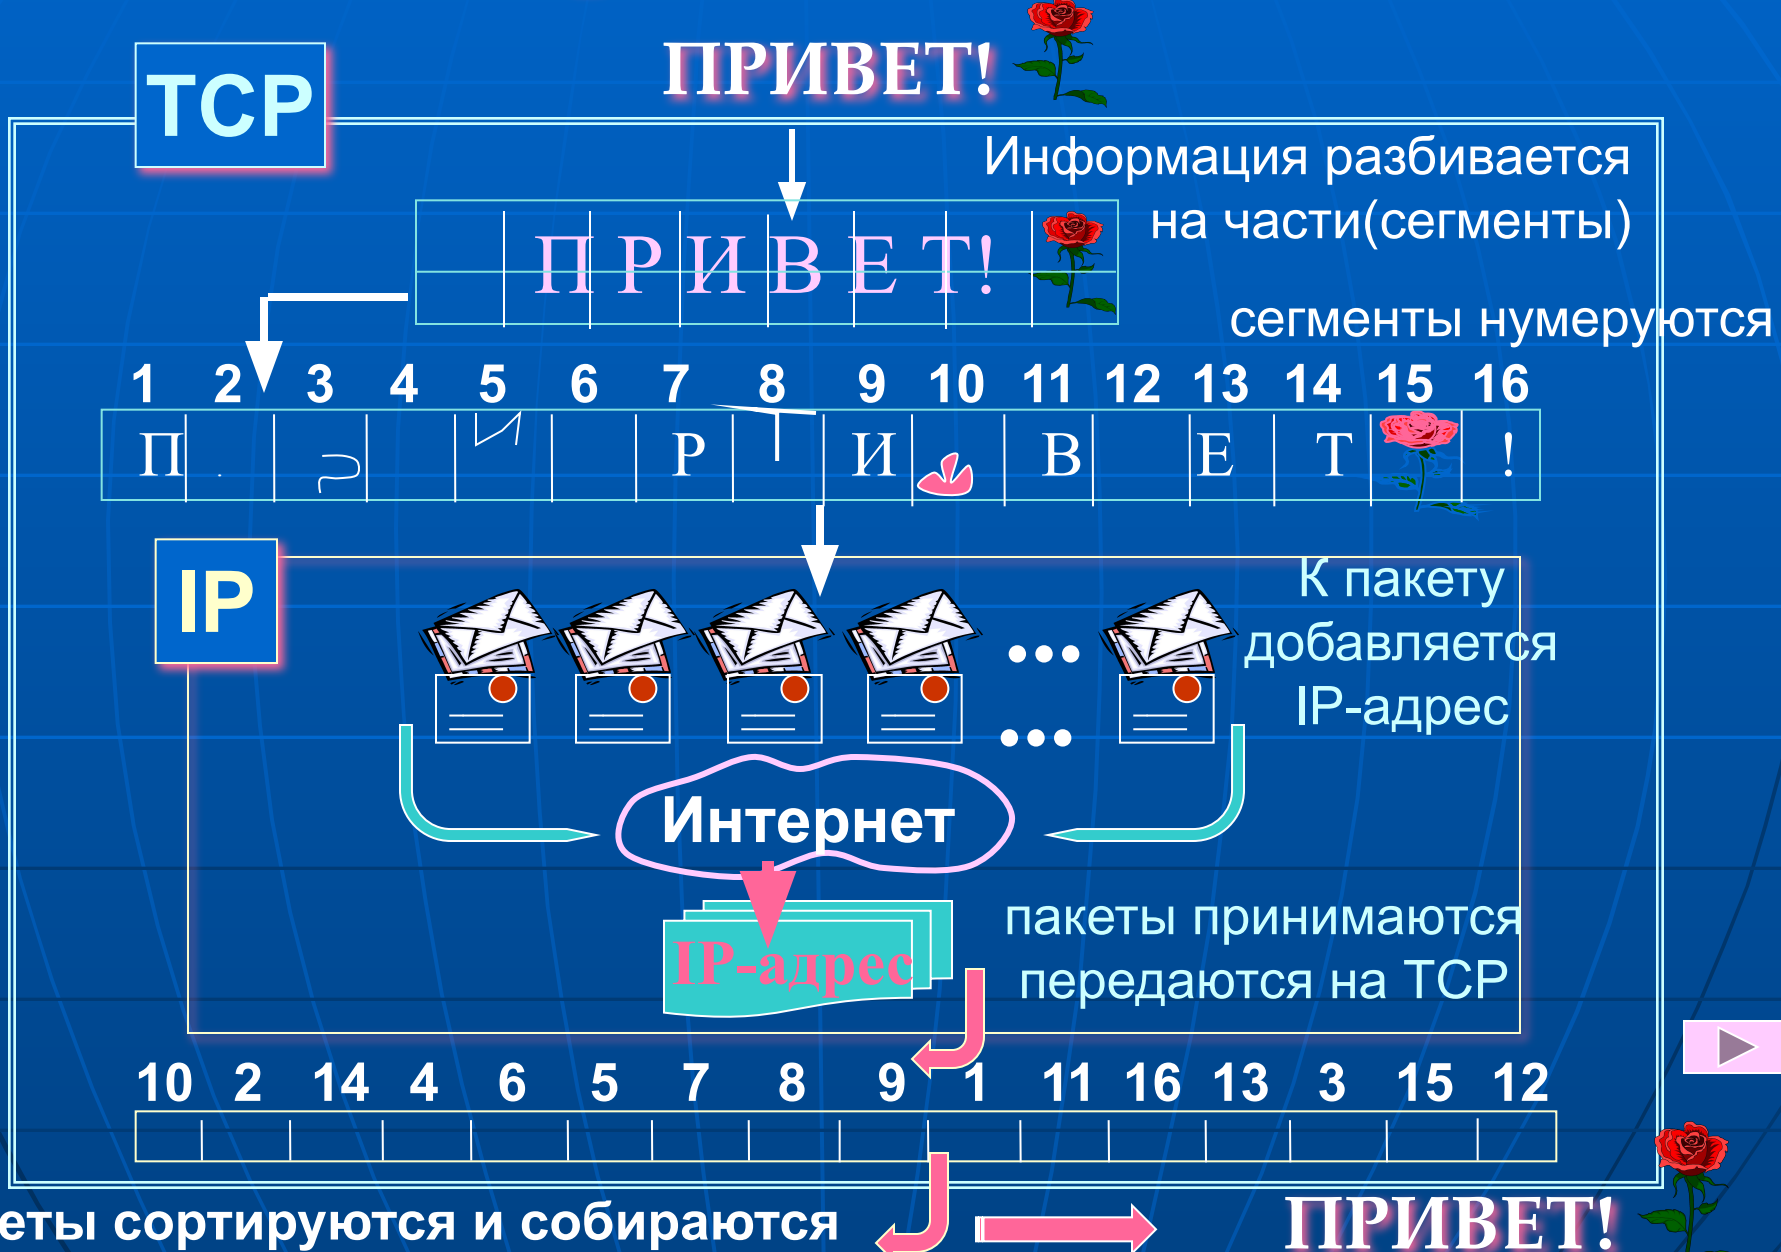 TCP
ПРИВЕТ!
Информация разбивается
на части(сегменты)
ПРИВЕТ!
сегменты нумеруются
1 2 3 4 5 6 7 8 9 10 11 12 13 14 15 16
П . Р И В Е Т !
IP
К пакету
добавляется
IP-адрес
Интернет
IP-адрес
пакеты принимаются
передаются на TCP
10 2 14 4 6 5 7 8 9 1 11 16 13 3 15 12
еты сортируются и собираются
ПРИВЕТ!